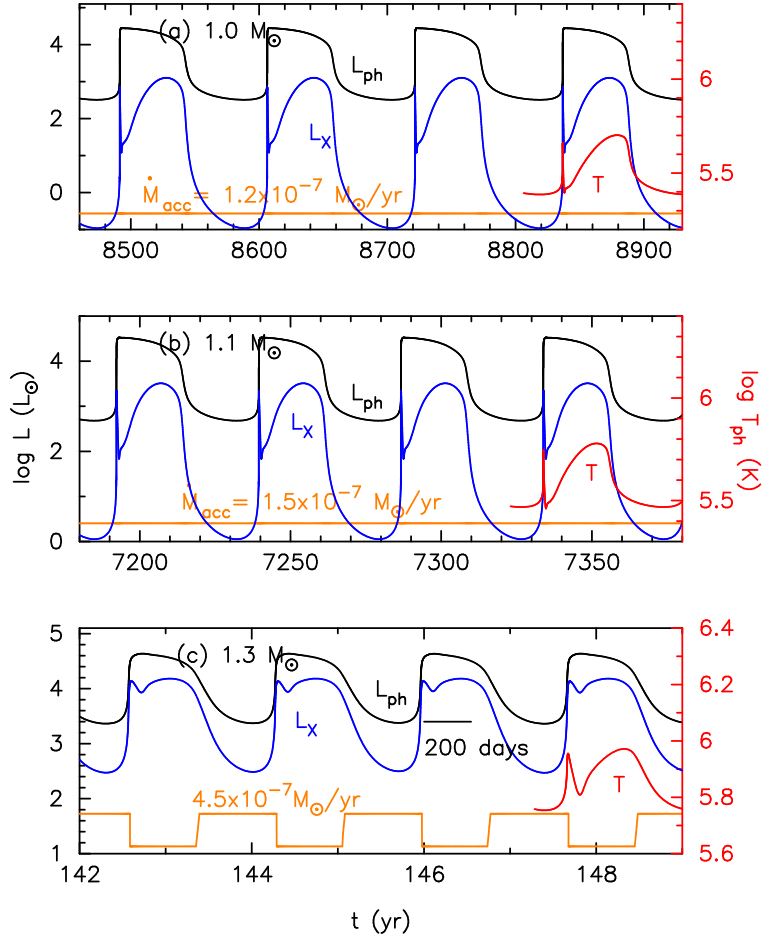 (a) 1.0 M⊙
L_ph
L_X
T
Ṁ_acc = 1.2x10^-7 M⊙/yr
4
2
0
6
5.5
8500 8600 8700 8800 8900
(b) 1.1 M⊙
L_ph
L_X
T
Ṁ_acc = 1.5x10^-7 M⊙/yr
log L (L⊙)
4
2
0
6
5.5
log T_ph (K)
7200 7250 7300 7350
(c) 1.3 M⊙
L_ph
L_X
200 days
T
4.5x10^-7 M⊙/yr
5
4
3
2
1
6.4
6.2
6
5.8
5.6
142 144 146 148
t (yr)